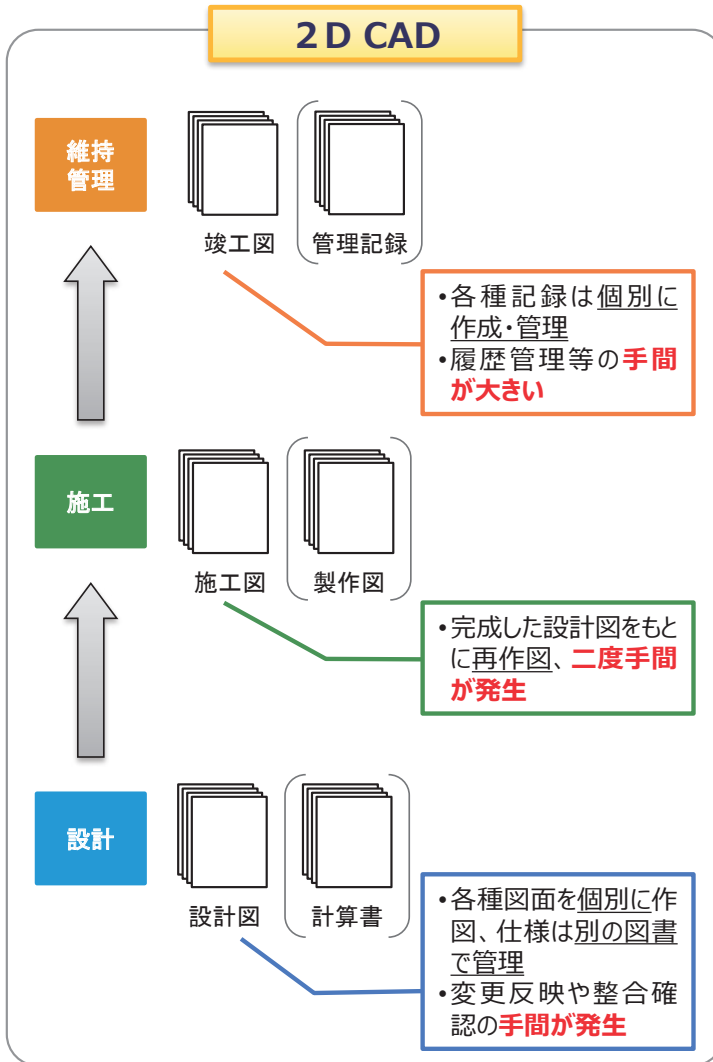 ２D CAD
維持
管理
竣工図
管理記録
•各種記録は個別に
作成・管理
•履歴管理等の手間
が大きい
施工
施工図
製作図
•完成した設計図をもと
に再作図、二度手間
が発生
設計
設計図
計算書
•各種図面を個別に作
図、仕様は別の図書
で管理
•変更反映や整合確
認の手間が発生